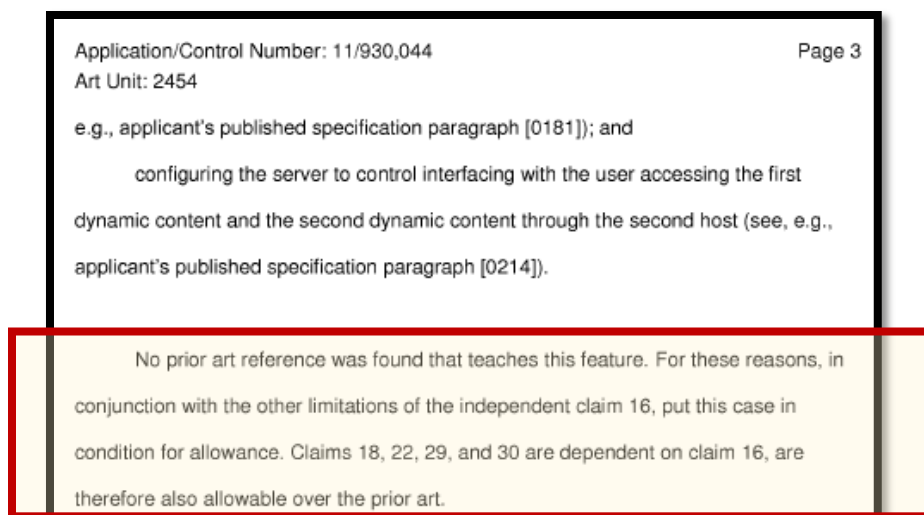 Application/Control Number: 11/930,044 Page 3
Art Unit: 2454
e.g., applicant's published specification paragraph [0181]); and
configuring the server to control interfacing with the user accessing the first
dynamic content and the second dynamic content through the second host (see, e.g.,
applicant's published specification paragraph [0214]).
No prior art reference was found that teaches this feature. For these reasons, in
conjunction with the other limitations of the independent claim 16, put this case in
condition for allowance. Claims 18, 22, 29, and 30 are dependent on claim 16, are
therefore also allowable over the prior art.